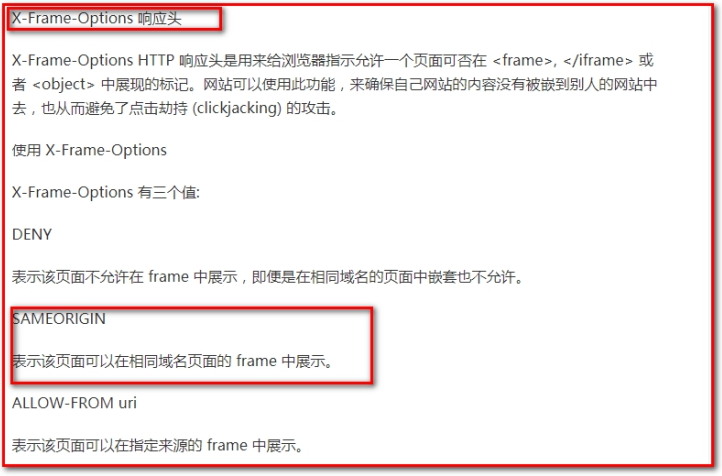 X-Frame-Options 响应头
X-Frame-Options HTTP 响应头是用来给浏览器指示允许一个页面可否在 <frame>, </iframe> 或
者 <object> 中展现的标记。网站可以使用此功能，来确保自己网站的内容没有被嵌到别人的网站中
去，也从而避免了点击劫持 (clickjacking) 的攻击。
使用 X-Frame-Options
X-Frame-Options 有三个值:
DENY
表示该页面不允许在 frame 中展示，即便是在相同域名的页面中嵌套也不允许。
SAMEORIGIN
表示该页面可以在相同域名页面的 frame 中展示。
ALLOW-FROM uri
表示该页面可以在指定来源的 frame 中展示。